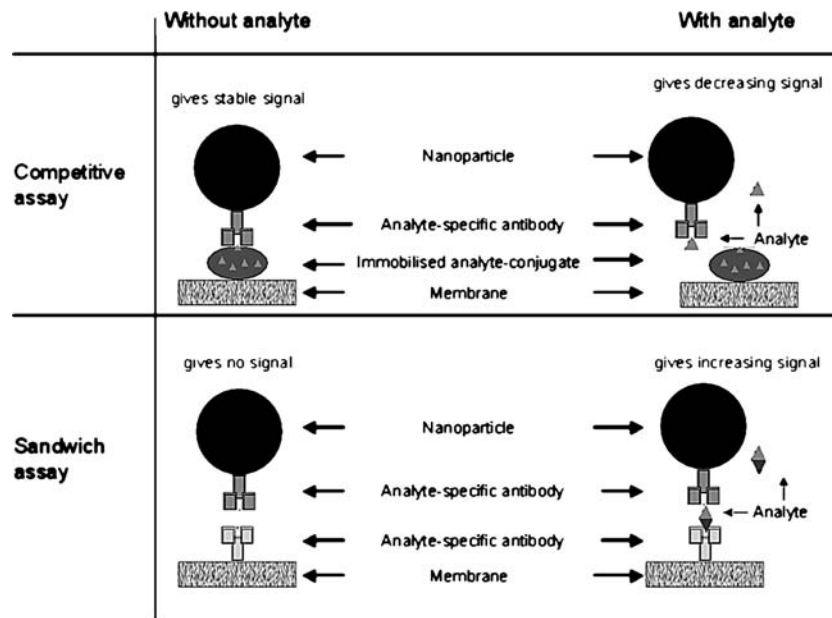 Without analyte
With analyte
Competitive
assay
gives stable signal
gives decreasing signal
Nanoparticle
Analyte-specific antibody
Analyte
Immobilised analyte-conjugate
Membrane
Sandwich
assay
gives no signal
gives increasing signal
Nanoparticle
Analyte-specific antibody
Analyte
Analyte-specific antibody
Membrane